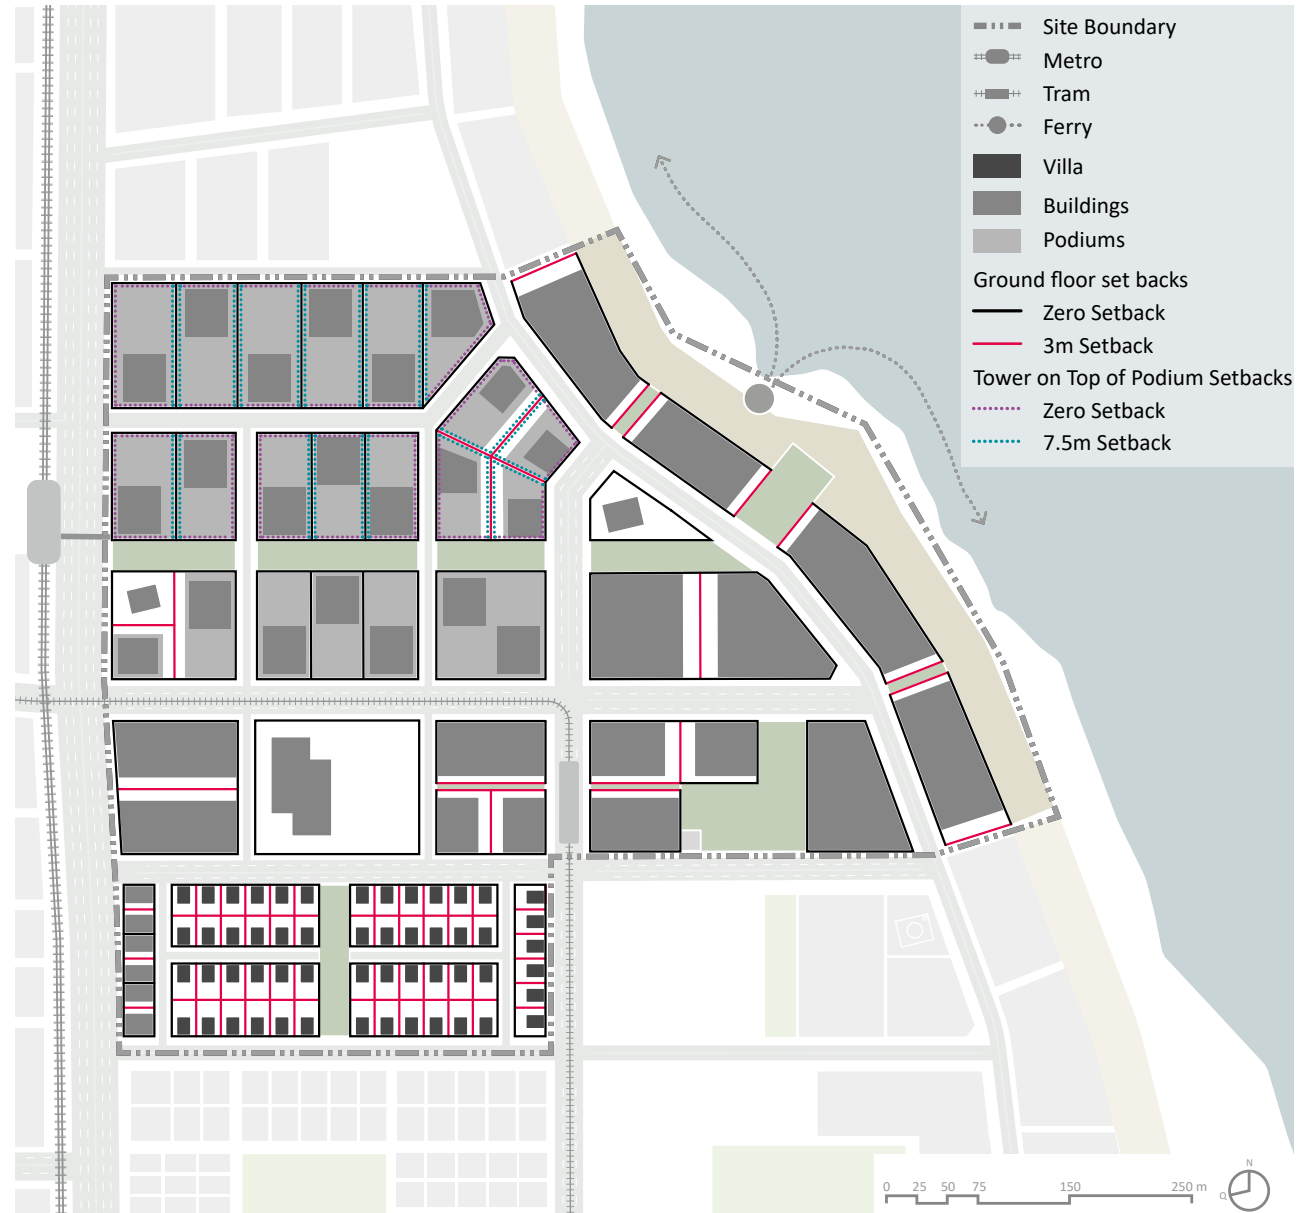 Site Boundary
Metro
Tram
Ferry
Villa
Buildings
Podiums
Ground floor set backs
Zero Setback
3m Setback
Tower on Top of Podium Setbacks
Zero Setback
7.5m Setback
0 25 50 75 150 250 m
N
Q